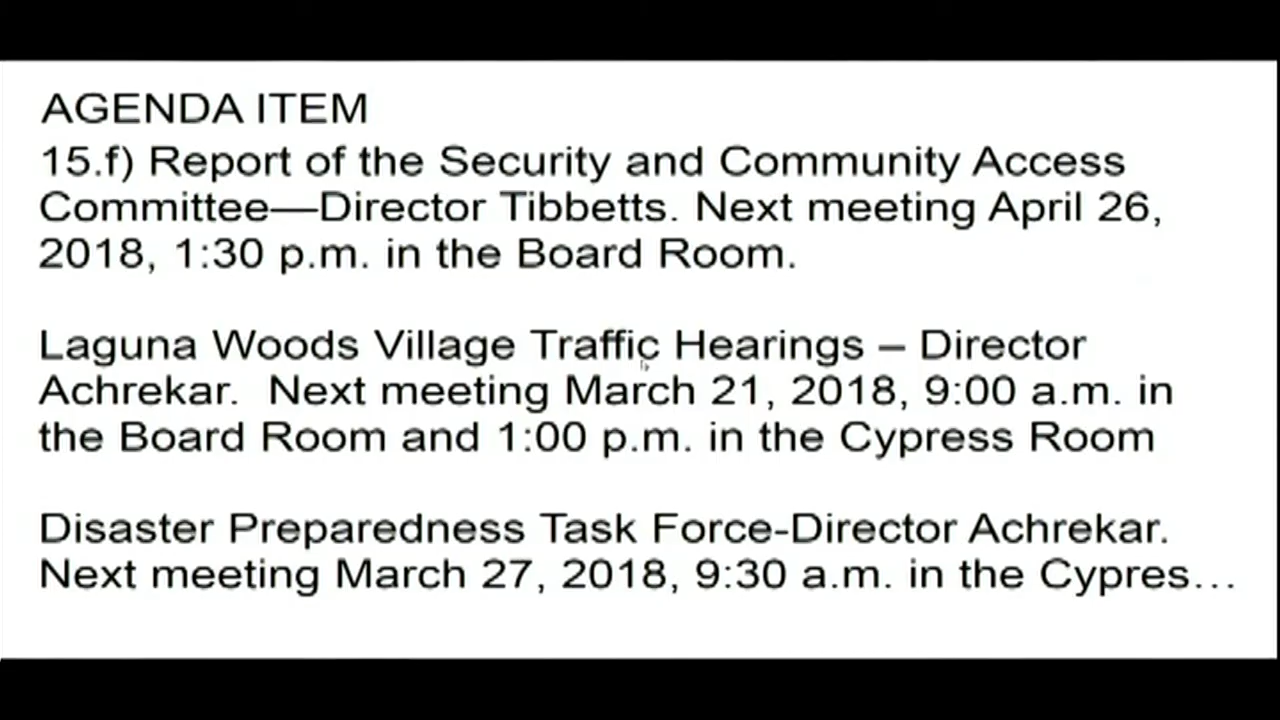 AGENDA ITEM
15.f) Report of the Security and Community Access
Committee—Director Tibbetts. Next meeting April 26,
2018, 1:30 p.m. in the Board Room.
Laguna Woods Village Traffic Hearings – Director
Achrekar.  Next meeting March 21, 2018, 9:00 a.m. in
the Board Room and 1:00 p.m. in the Cypress Room
Disaster Preparedness Task Force-Director Achrekar.
Next meeting March 27, 2018, 9:30 a.m. in the Cypres…